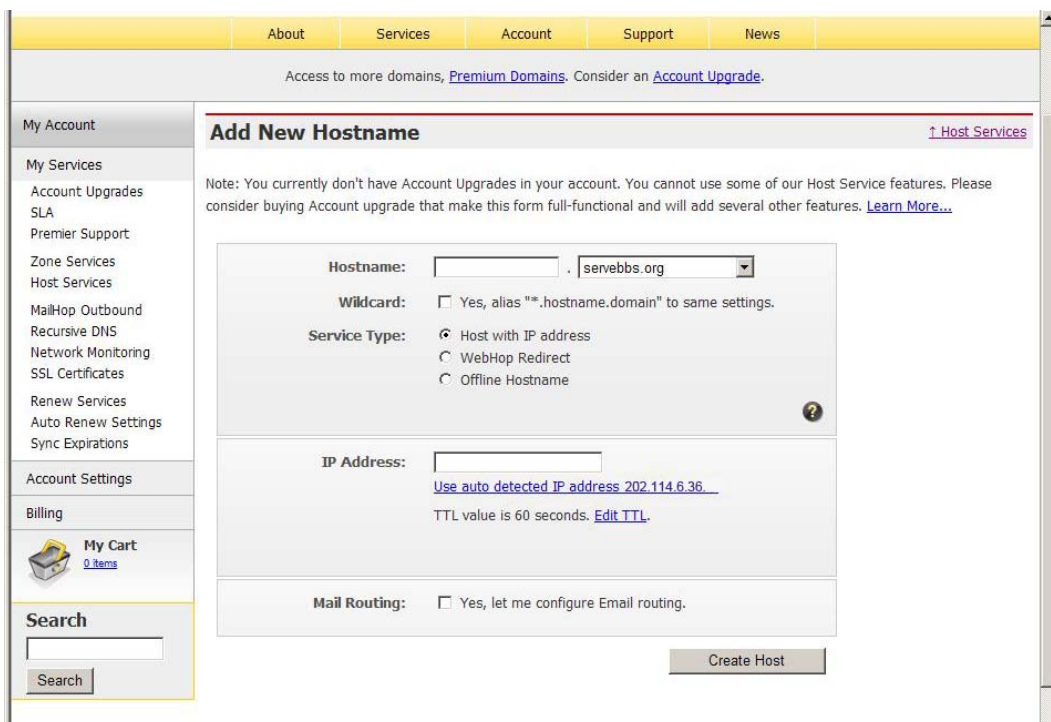 About Services Account Support News
Access to more domains, Premium Domains. Consider an Account Upgrade.
My Account
My Services
Account Upgrades
SLA
Premier Support
Zone Services
Host Services
MailHop Outbound
Recursive DNS
Network Monitoring
SSL Certificates
Renew Services
Auto Renew Settings
Sync Expirations
Account Settings
Billing
My Cart
0 items
Search
Search
Add New Hostname
↑ Host Services
Note: You currently don't have Account Upgrades in your account. You cannot use some of our Host Service features. Please
consider buying Account upgrade that make this form full-functional and will add several other features. Learn More...
Hostname: . servebbs.org
Wildcard: Yes, alias "*.hostname.domain" to same settings.
Service Type: Host with IP address
WebHop Redirect
Offline Hostname
?
IP Address:
Use auto detected IP address 202.114.6.36.
TTL value is 60 seconds. Edit TTL.
Mail Routing: Yes, let me configure Email routing.
Create Host